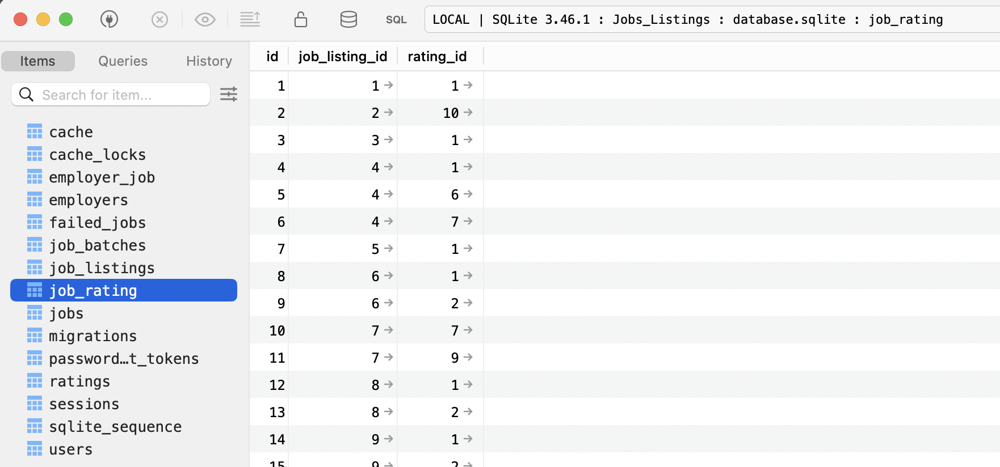 SQL
LOCAL | SQLite 3.46.1 : Jobs_Listings : database.sqlite : job_rating
Items Queries History
Search for item...
cache
cache_locks
employer_job
employers
failed_jobs
job_batches
job_listings
job_rating
jobs
migrations
password…t_tokens
ratings
sessions
sqlite_sequence
users
id job_listing_id rating_id
1 1 → 1 →
2 2 → 10 →
3 3 → 1 →
4 4 → 1 →
5 4 → 6 →
6 4 → 7 →
7 5 → 1 →
8 6 → 1 →
9 6 → 2 →
10 7 → 7 →
11 7 → 9 →
12 8 → 1 →
13 8 → 2 →
14 9 → 1 →
15 9 → 2 →